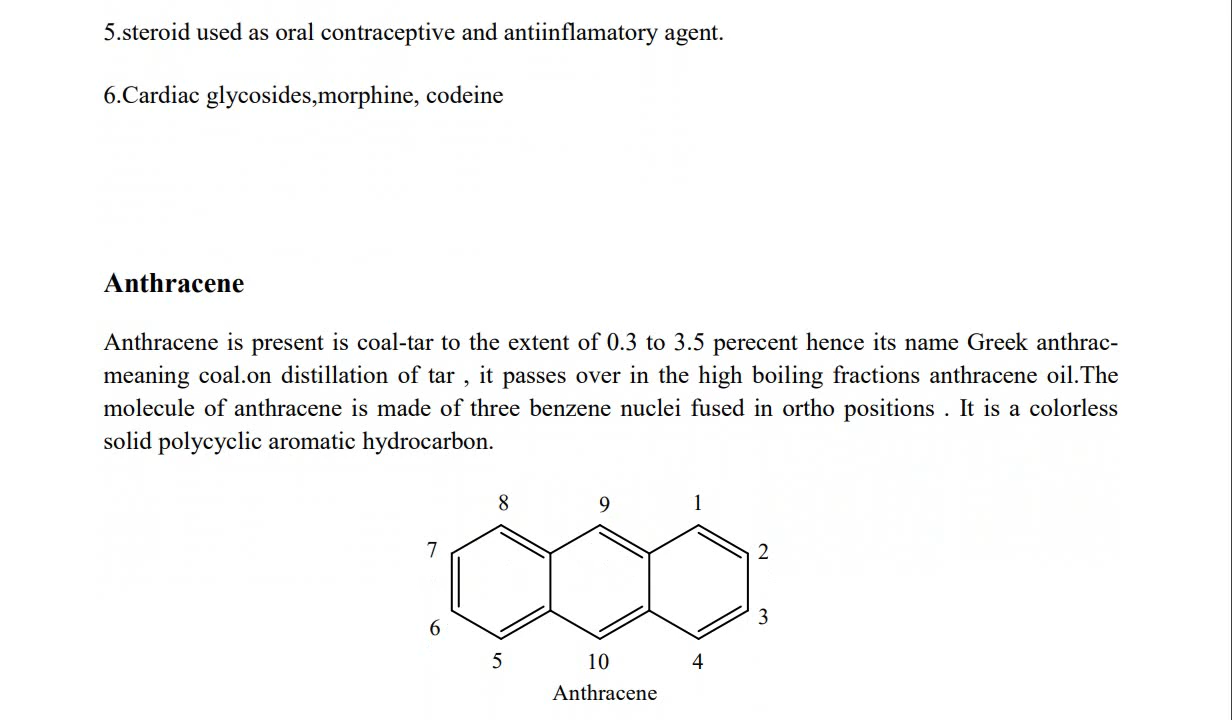 5.steroid used as oral contraceptive and antiinflamatory agent.
6.Cardiac glycosides,morphine, codeine
Anthracene
Anthracene is present is coal-tar to the extent of 0.3 to 3.5 perecent hence its name Greek anthrac-
meaning coal.on distillation of tar , it passes over in the high boiling fractions anthracene oil.The
molecule of anthracene is made of three benzene nuclei fused in ortho positions . It is a colorless
solid polycyclic aromatic hydrocarbon.
8 9 1
7 2
6 3
5 10 4
Anthracene